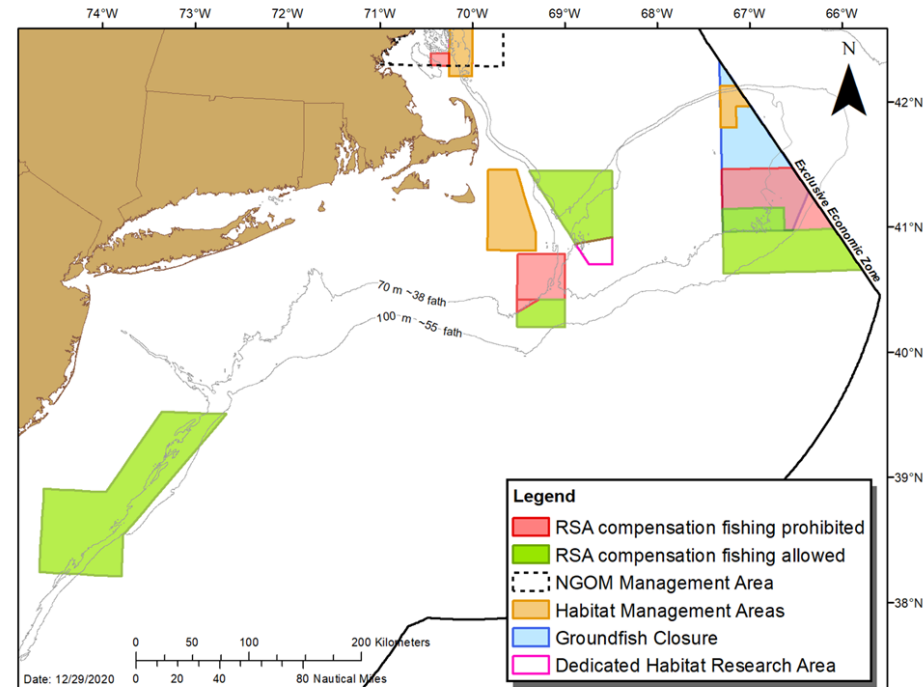 74°W 73°W 72°W 71°W 70°W 69°W 68°W 67°W 66°W
N
42°N
Exclusive Economic Zone
41°N
70 m ~38 fath
100 m ~55 fath
40°N
39°N
Legend
RSA compensation fishing prohibited
RSA compensation fishing allowed
NGOM Management Area
Habitat Management Areas
Groundfish Closure
Dedicated Habitat Research Area
38°N
0 50 100 200 Kilometers
0 20 40 80 Nautical Miles
Date: 12/29/2020